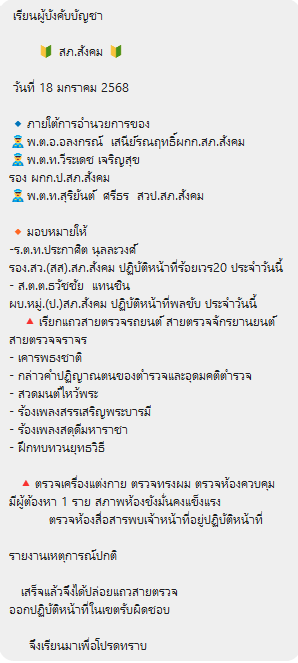 เรียนผู้บังคับบัญชา
🔰 สภ.สังคม 🔰
วันที่ 18 มกราคม 2568
🔹ภายใต้การอำนวยการของ
👮พ.ต.อ.อลงกรณ์ เสนีย์รณฤทธิ์ผกก.สภ.สังคม
👮พ.ต.ท.วีระเดช เจริญสุข
รอง ผกก.ป.สภ.สังคม
👮พ.ต.ท.สุริยันต์ ศรีธร สวป.สภ.สังคม
🔸มอบหมายให้
-ร.ต.ท.ประกาศิต นุลละวงศ์
รอง.สว.(สส).สภ.สังคม ปฏิบัติหน้าที่ร้อยเวร20 ประจำวันนี้
- ส.ต.ต.ธวัชชัย แทนซิน
ผบ.หมู่.(ป.)สภ.สังคม ปฏิบัติหน้าที่พลขับ ประจำวันนี้
🔺เรียกแถวสายตรวจรถยนต์ สายตรวจจักรยานยนต์
สายตรวจจราจร
- เคารพธงชาติ
- กล่าวคำปฏิญาณตนของตำรวจและอุดมคติตำรวจ
- สวดมนต์ไหว้พระ
- ร้องเพลงสรรเสริญพระบารมี
- ร้องเพลงสดุดีมหาราชา
- ฝึกทบทวนยุทธวิธี
🔺ตรวจเครื่องแต่งกาย ตรวจทรงผม ตรวจห้องควบคุม
มีผู้ต้องหา 1 ราย สภาพห้องขังมั่นคงแข็งแรง
ตรวจห้องสื่อสารพบเจ้าหน้าที่อยู่ปฏิบัติหน้าที่
รายงานเหตุการณ์ปกติ
เสร็จแล้วจึงได้ปล่อยแถวสายตรวจ
ออกปฏิบัติหน้าที่ในเขตรับผิดชอบ
จึงเรียนมาเพื่อโปรดทราบ